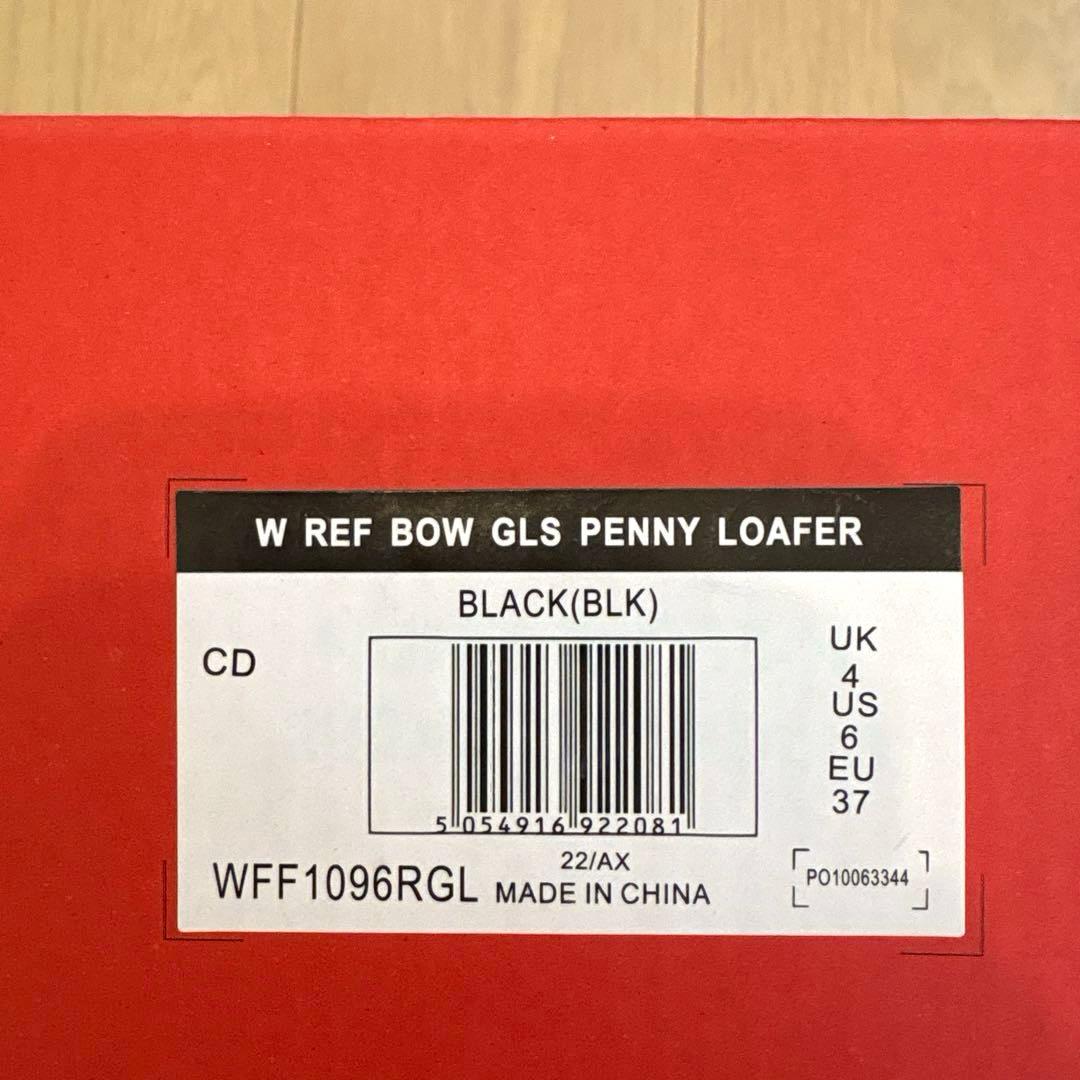 W REF BOW GLS PENNY LOAFER
BLACK(BLK)
CD
UK
4
US
6
EU
37
5 054916 922081
22/AX
WFF1096RGL
MADE IN CHINA
PO10063344